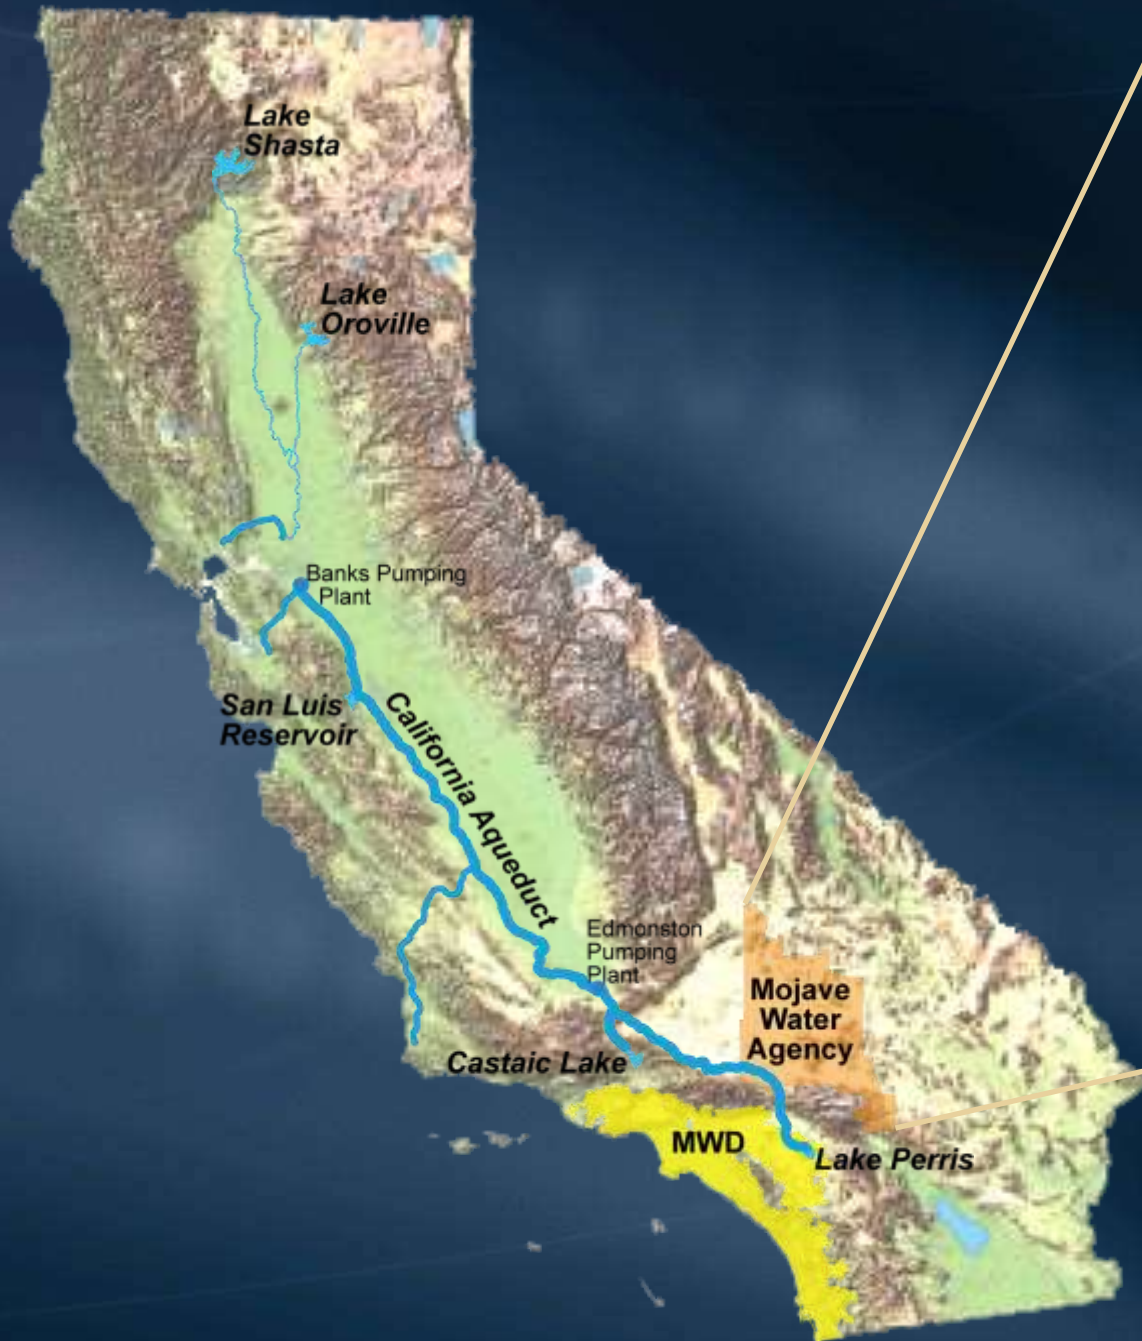 Lake
Shasta
Lake
Oroville
Banks Pumping
Plant
San Luis
Reservoir
California Aqueduct
Edmonston
Pumping
Plant
Mojave
Water
Agency
Castaic Lake
MWD
Lake Perris